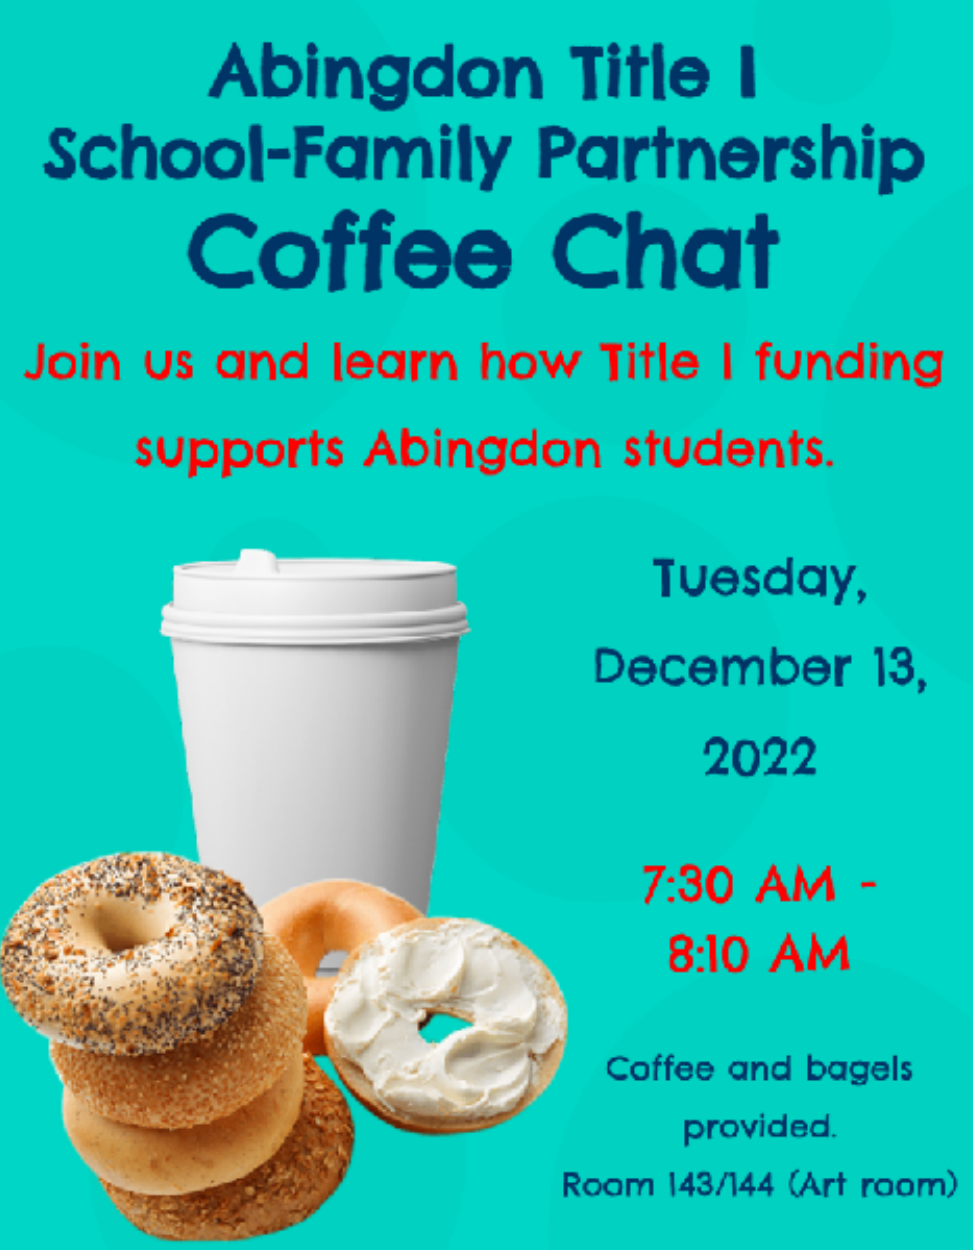 Abingdon Title I
School-Family Partnership
Coffee Chat
Join us and learn how Title I funding
supports Abingdon students.
Tuesday,
December 13,
2022
7:30 AM -
8:10 AM
Coffee and bagels
provided.
Room 143/144 (Art room)